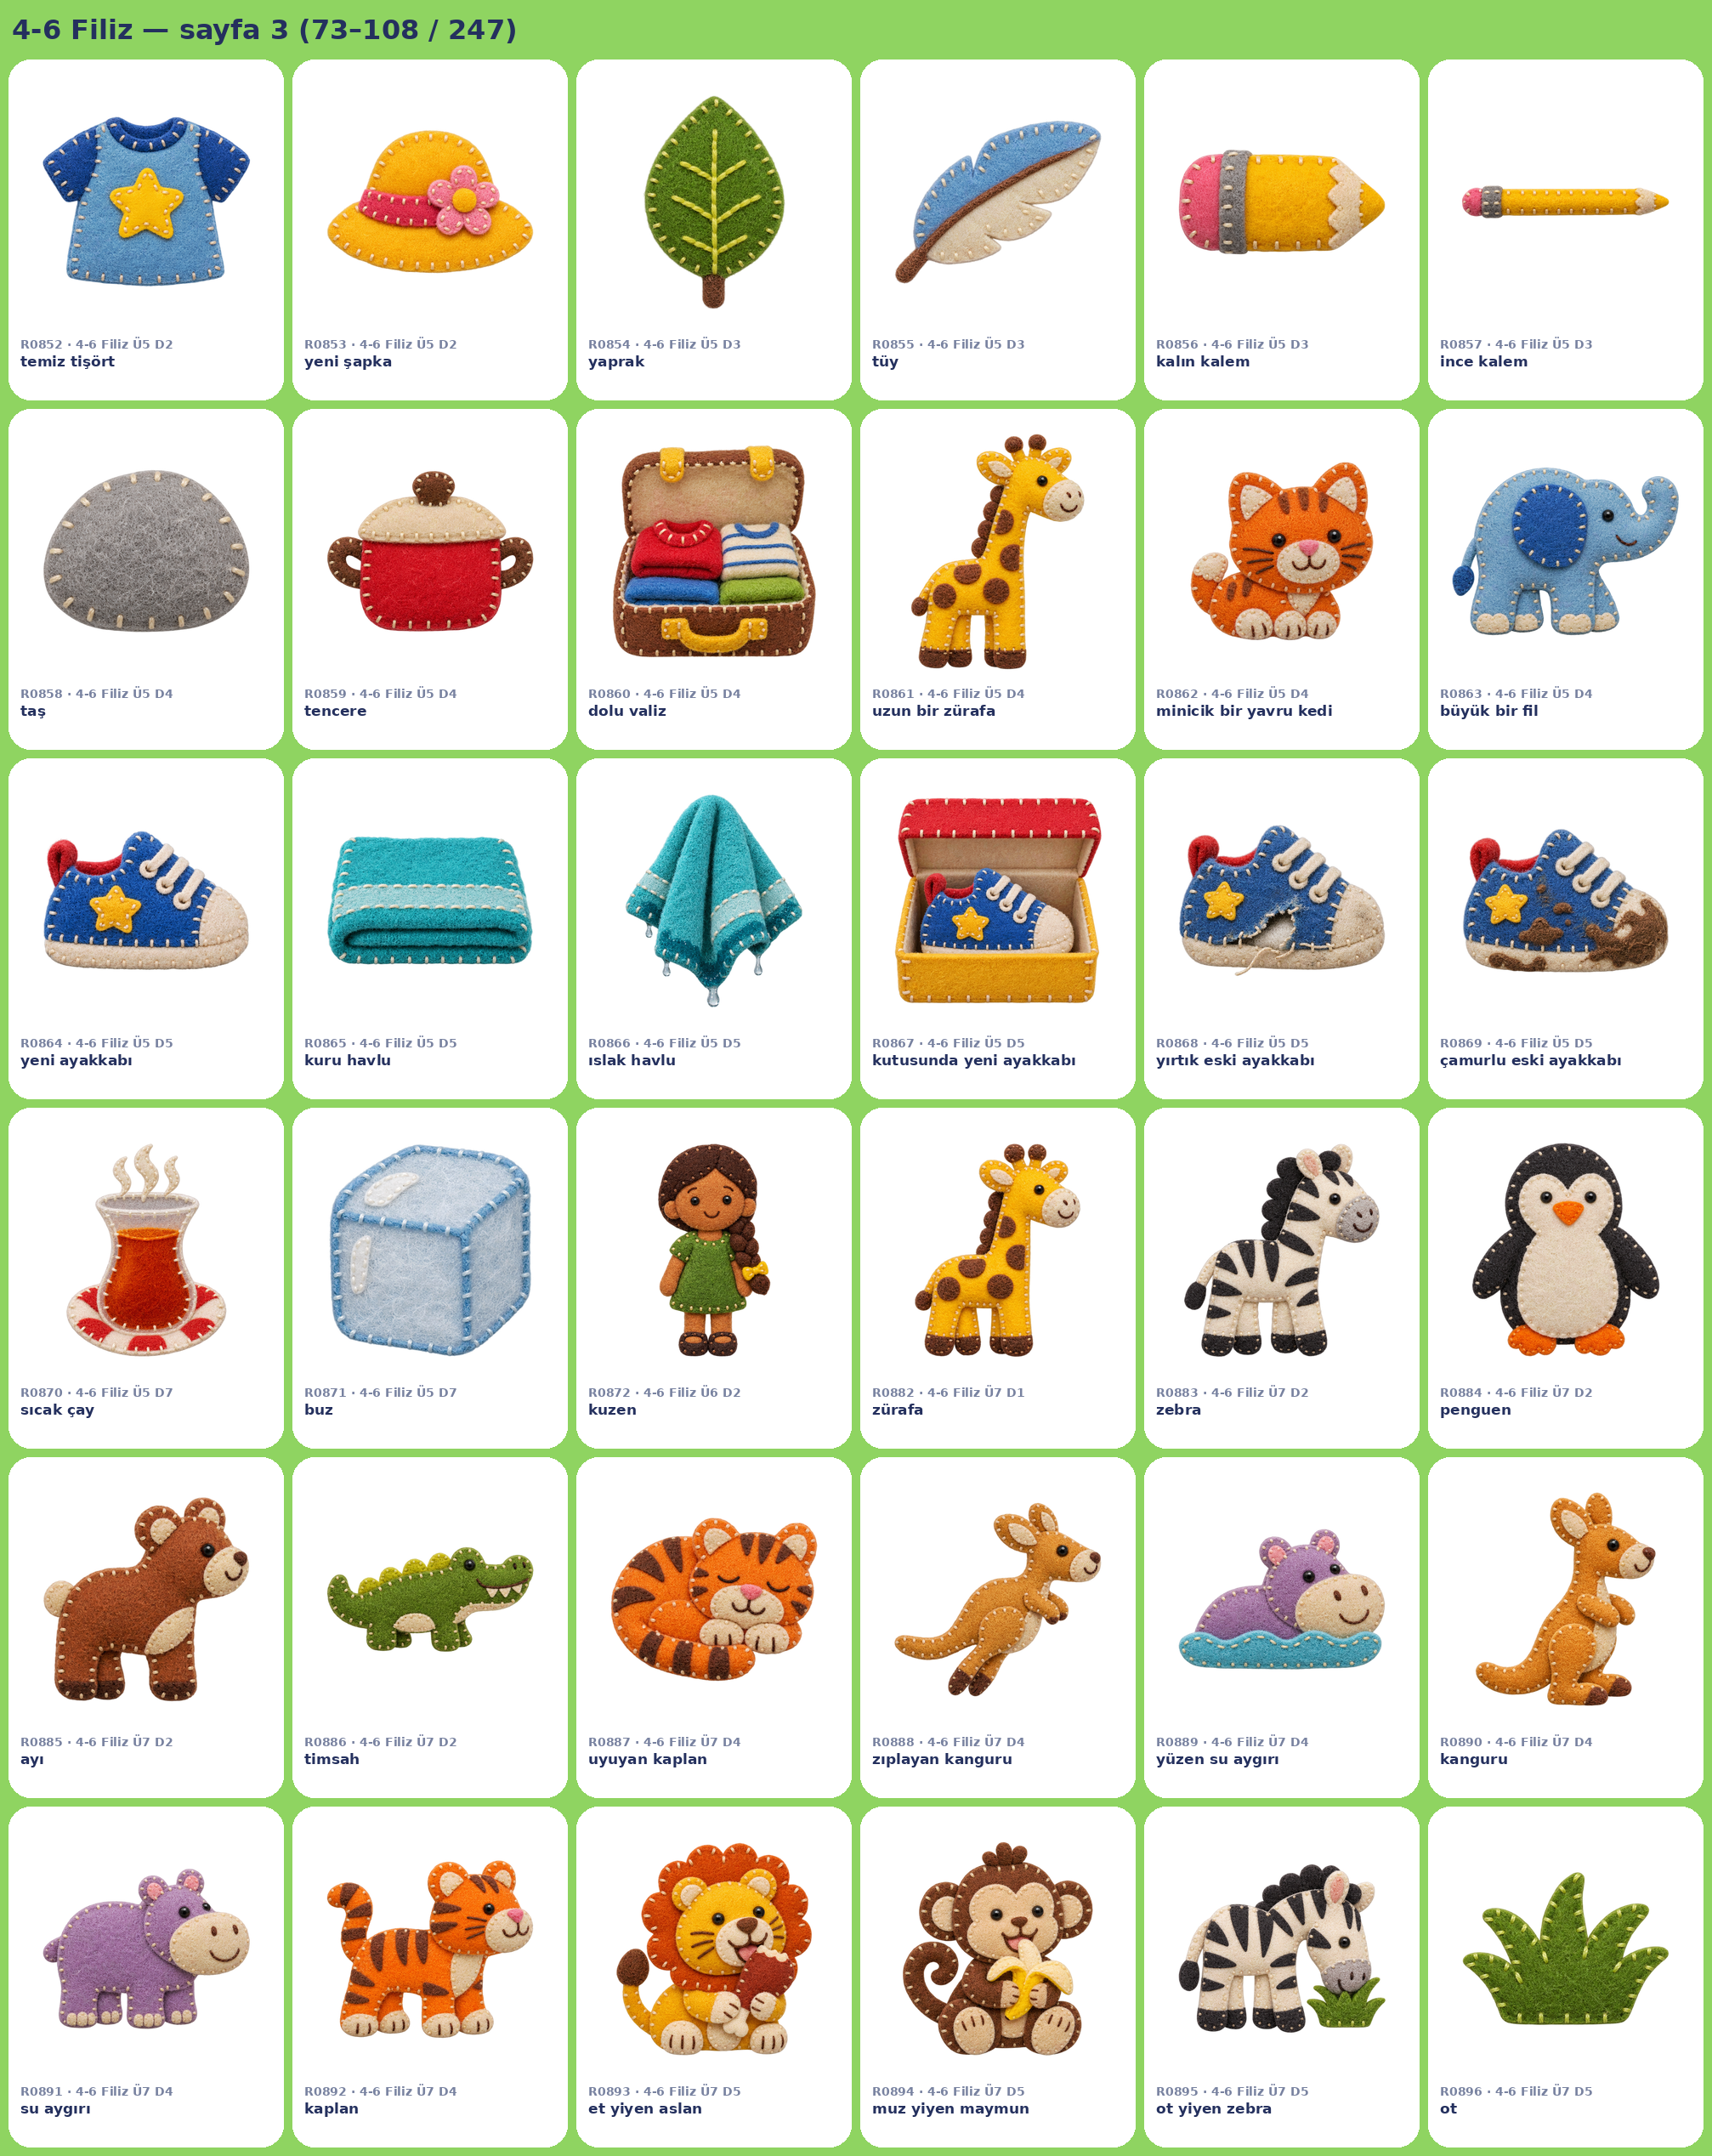 4-6 Filiz — sayfa 3 (73–108 / 247)
R0852 · 4-6 Filiz Ü5 D2
temiz tişört
R0853 · 4-6 Filiz Ü5 D2
yeni şapka
R0854 · 4-6 Filiz Ü5 D3
yaprak
R0855 · 4-6 Filiz Ü5 D3
tüy
R0856 · 4-6 Filiz Ü5 D3
kalın kalem
R0857 · 4-6 Filiz Ü5 D3
ince kalem
R0858 · 4-6 Filiz Ü5 D4
taş
R0859 · 4-6 Filiz Ü5 D4
tencere
R0860 · 4-6 Filiz Ü5 D4
dolu valiz
R0861 · 4-6 Filiz Ü5 D4
uzun bir zürafa
R0862 · 4-6 Filiz Ü5 D4
minicik bir yavru kedi
R0863 · 4-6 Filiz Ü5 D4
büyük bir fil
R0864 · 4-6 Filiz Ü5 D5
yeni ayakkabı
R0865 · 4-6 Filiz Ü5 D5
kuru havlu
R0866 · 4-6 Filiz Ü5 D5
ıslak havlu
R0867 · 4-6 Filiz Ü5 D5
kutusunda yeni ayakkabı
R0868 · 4-6 Filiz Ü5 D5
yırtık eski ayakkabı
R0869 · 4-6 Filiz Ü5 D5
çamurlu eski ayakkabı
R0870 · 4-6 Filiz Ü5 D7
sıcak çay
R0871 · 4-6 Filiz Ü5 D7
buz
R0872 · 4-6 Filiz Ü6 D2
kuzen
R0882 · 4-6 Filiz Ü7 D1
zürafa
R0883 · 4-6 Filiz Ü7 D2
zebra
R0884 · 4-6 Filiz Ü7 D2
penguen
R0885 · 4-6 Filiz Ü7 D2
ayı
R0886 · 4-6 Filiz Ü7 D2
timsah
R0887 · 4-6 Filiz Ü7 D4
uyuyan kaplan
R0888 · 4-6 Filiz Ü7 D4
zıplayan kanguru
R0889 · 4-6 Filiz Ü7 D4
yüzen su aygırı
R0890 · 4-6 Filiz Ü7 D4
kanguru
R0891 · 4-6 Filiz Ü7 D4
su aygırı
R0892 · 4-6 Filiz Ü7 D4
kaplan
R0893 · 4-6 Filiz Ü7 D5
et yiyen aslan
R0894 · 4-6 Filiz Ü7 D5
muz yiyen maymun
R0895 · 4-6 Filiz Ü7 D5
ot yiyen zebra
R0896 · 4-6 Filiz Ü7 D5
ot